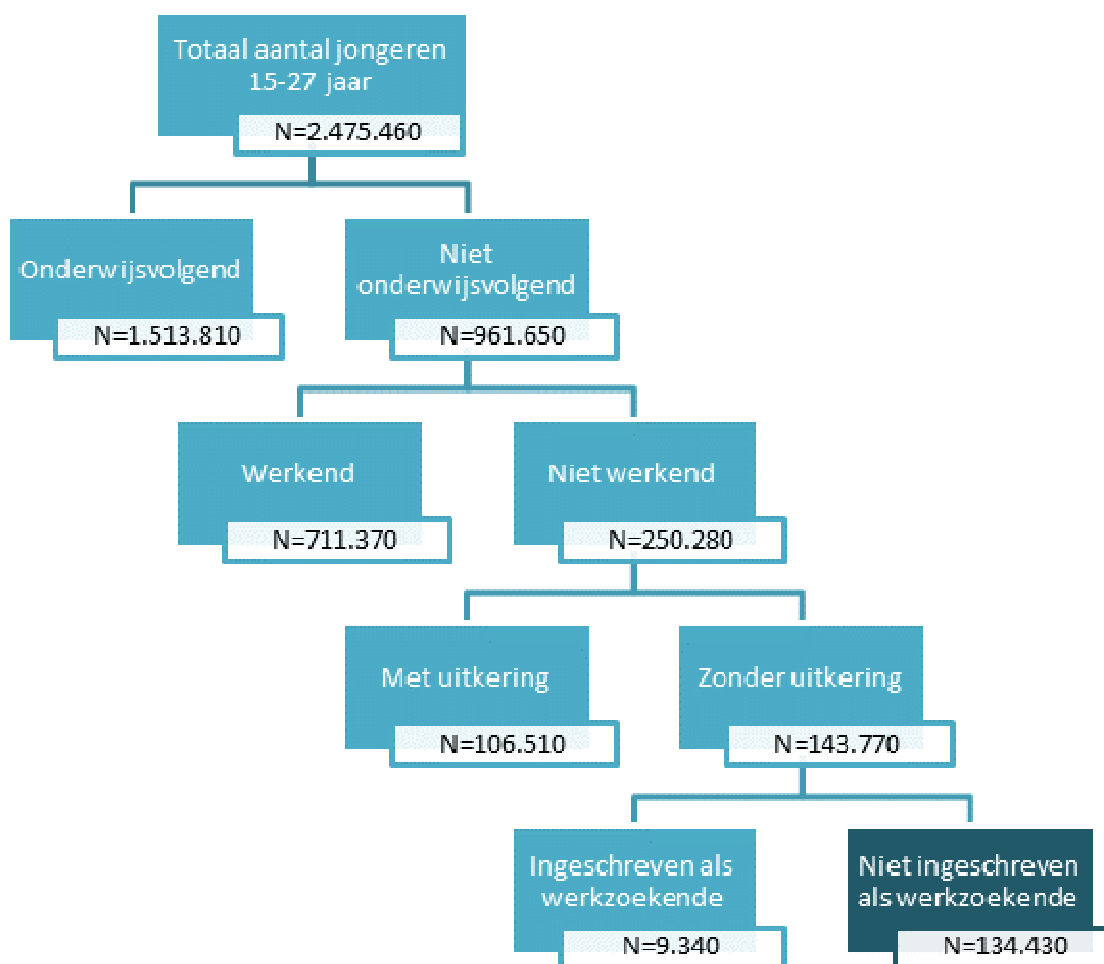 Totaal aantal jongeren
15-27 jaar
N=2.475.460
Onderwijsvolgend
N=1.513.810
Niet
onderwijsvolgend
N=961.650
Werkend
N=711.370
Niet werkend
N=250.280
Met uitkering
N=106.510
Zonder uitkering
N=143.770
Ingeschreven als
werkzoekende
N=9.340
Niet ingeschreven
als werkzoekende
N=134.430